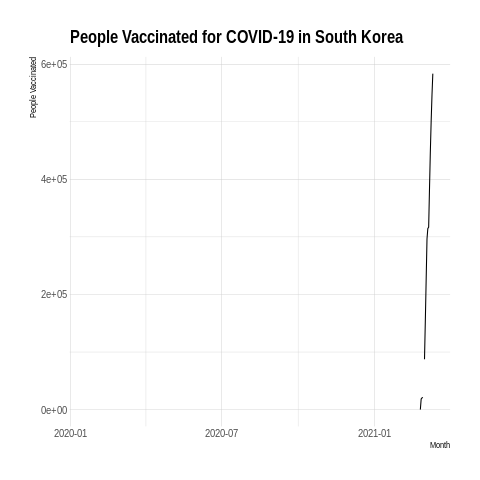 People Vaccinated for COVID-19 in South Korea
People Vaccinated
6e+05
4e+05
2e+05
0e+00
2020-01
2020-07
2021-01
Month